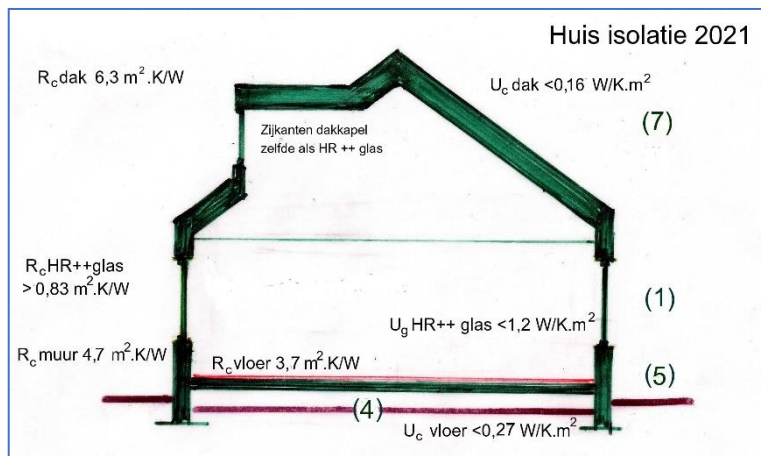 Huis isolatie 2021
Rc dak 6,3 m².K/W
Uc dak <0,16 W/K.m²
(7)
Zijkanten dakkapel
zelfde als HR ++ glas
Rc HR++glas
> 0,83 m².K/W
(1)
Ug HR++ glas <1,2 W/K.m²
Rc muur 4,7 m².K/W
Rc vloer 3,7 m².K/W
(5)
(4)
Uc vloer <0,27 W/K.m²